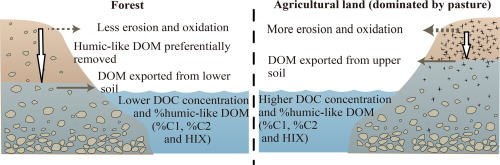 Forest
Less erosion and oxidation
Humic-like DOM preferentially
removed
DOM exported from lower
soil
Lower DOC concentration
and %humic-like DOM
(%C1, %C2
and HIX)
Agricultural land (dominated by pasture)
More erosion and oxidation
DOM exported from upper
soil
Higher DOC concentration
and %humic-like DOM
(%C1, %C2
and HIX)